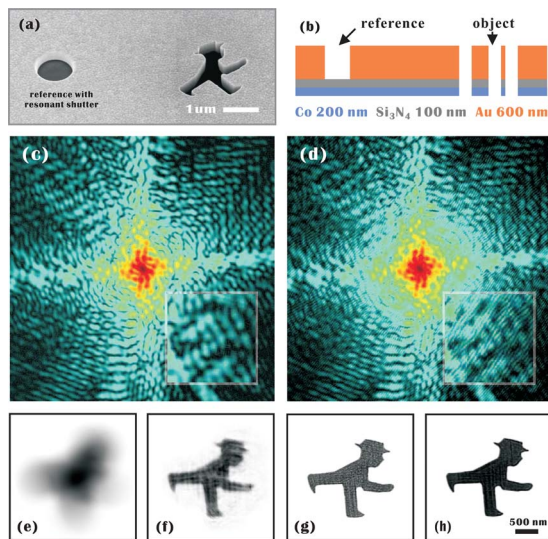 (a)
reference with
resonant shutter
1um
(b)
reference
object
Co 200 nm Si₃N₄ 100 nm Au 600 nm
(c)
(d)
(e)
(f)
(g)
(h)
500 nm